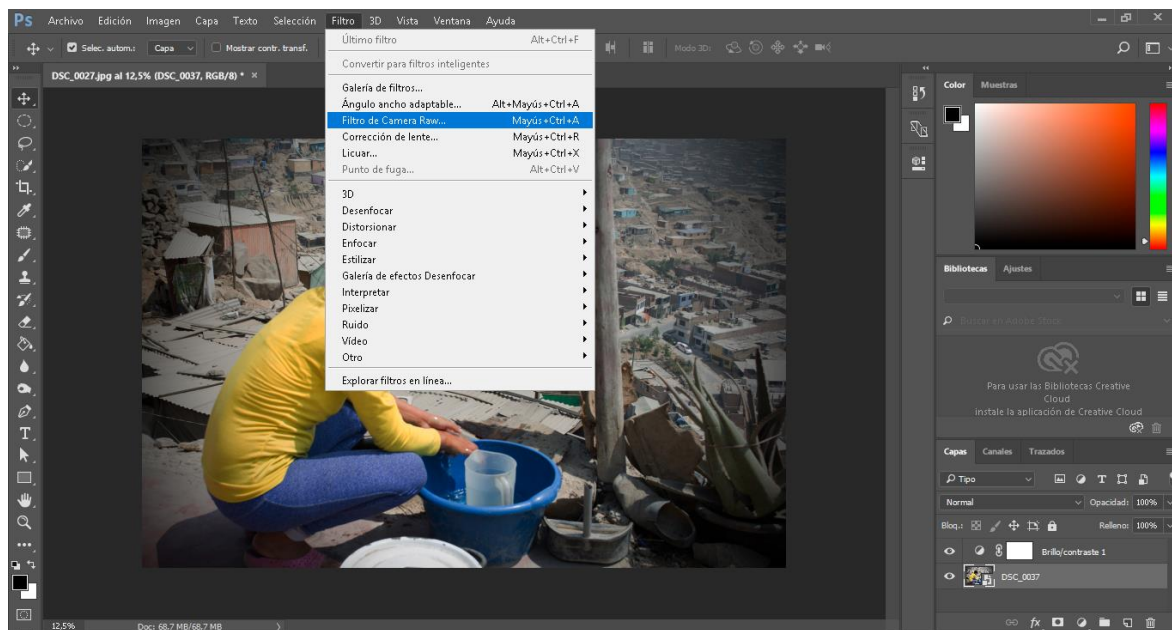 Ps Archivo Edición Imagen Capa Texto Selección Filtro 3D Vista Ventana Ayuda
Selec. autom.: Capa Mostrar contr. transf. Modo 3D:
DSC_0027.jpg al 12,5% (DSC_0037, RGB/8) * ×
Último filtro Alt+Ctrl+F
Convertir para filtros inteligentes
Galería de filtros...
Ángulo ancho adaptable... Alt+Mayús+Ctrl+A
Filtro de Camera Raw... Mayús+Ctrl+A
Corrección de lente... Mayús+Ctrl+R
Licuar... Mayús+Ctrl+X
Punto de fuga... Alt+Ctrl+V
3D
Desenfocar
Distorsionar
Enfocar
Estilizar
Galería de efectos Desenfocar
Interpretar
Pixelizar
Ruido
Vídeo
Otro
Explorar filtros en línea...
Color Muestras
Bibliotecas Ajustes
Buscar en Adobe Stock
Para usar las Bibliotecas Creative
Cloud
instale la aplicación de Creative Cloud
Capas Canales Trazados
Tipo
Normal Opacidad: 100%
Bloq.: Relleno: 100%
Brillo/contraste 1
DSC_0037
fx
12,5% Doc: 68,7 MB/68,7 MB